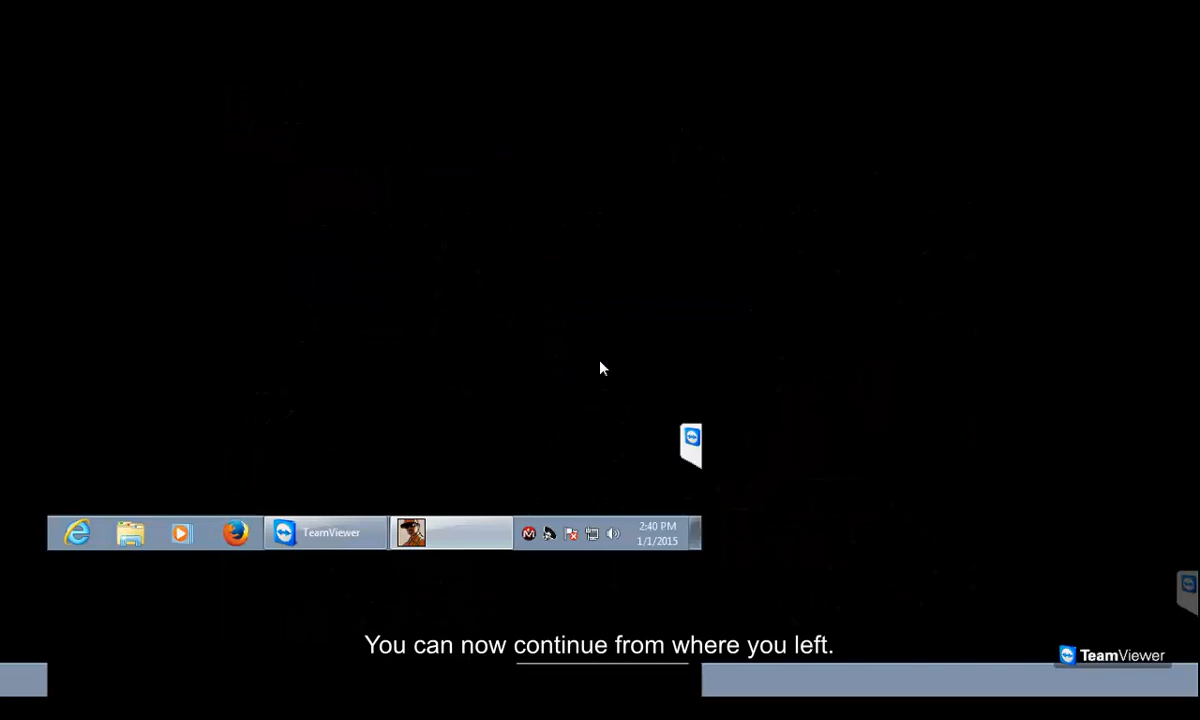 TeamViewer
2:40 PM
1/1/2015
You can now continue from where you left.
TeamViewer